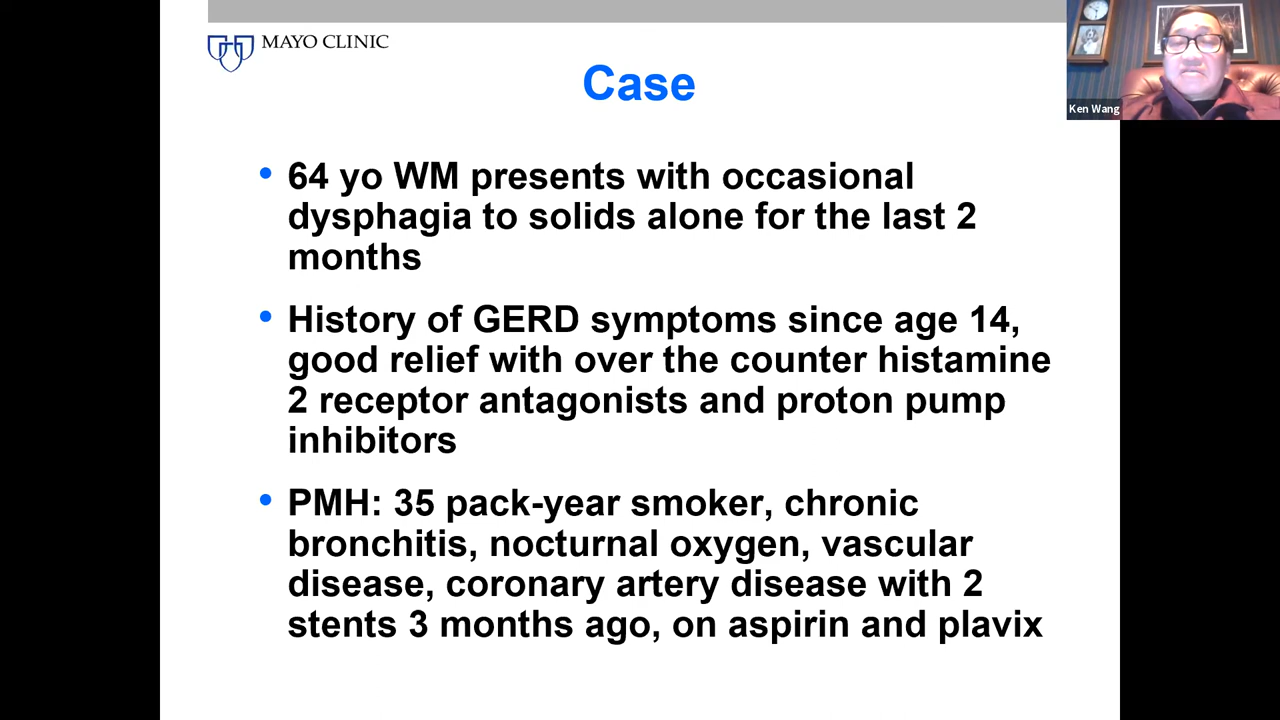 MAYO CLINIC
Case
Ken Wang
• 64 yo WM presents with occasional
dysphagia to solids alone for the last 2
months
• History of GERD symptoms since age 14,
good relief with over the counter histamine
2 receptor antagonists and proton pump
inhibitors
• PMH: 35 pack-year smoker, chronic
bronchitis, nocturnal oxygen, vascular
disease, coronary artery disease with 2
stents 3 months ago, on aspirin and plavix